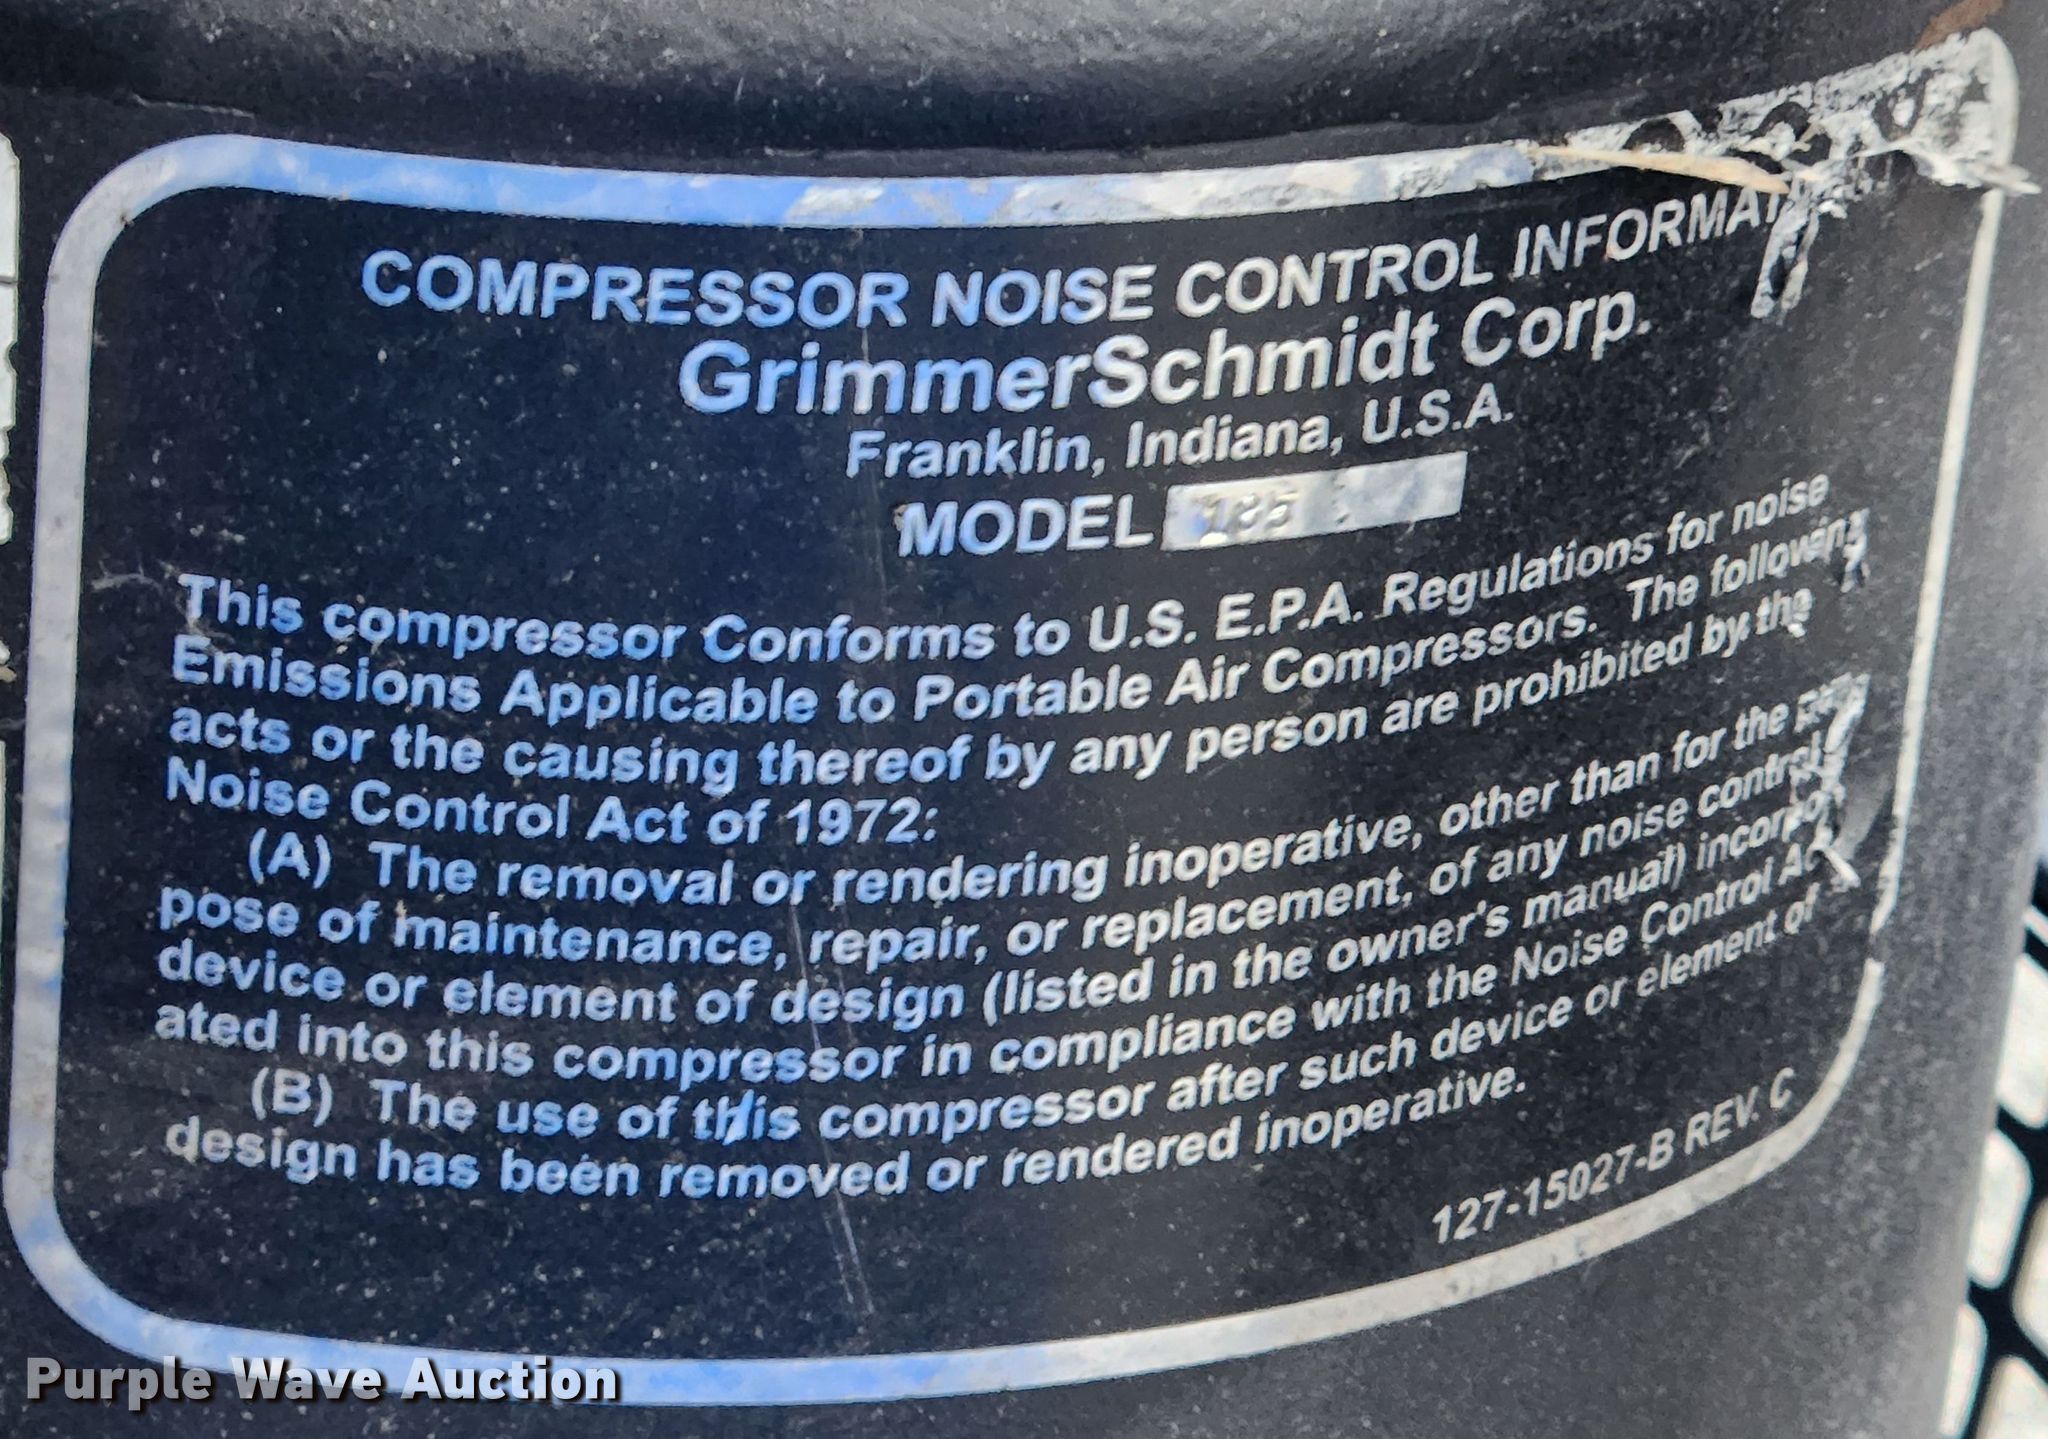 COMPRESSOR NOISE CONTROL INFORMAT
GrimmerSchmidt Corp.
Franklin, Indiana, U.S.A.
MODEL 185
This compressor Conforms to U.S. E.P.A. Regulations for noise
Emissions Applicable to Portable Air Compressors. The following
acts or the causing thereof by any person are prohibited by the
Noise Control Act of 1972:
(A) The removal or rendering inoperative, other than for the
pose of maintenance, repair, or replacement, of any noise control
device or element of design (listed in the owner's manual) incorpor
ated into this compressor in compliance with the Noise Control Act
(B) The use of this compressor after such device or element of
design has been removed or rendered inoperative.
127-15027-B REV. C
Purple Wave Auction